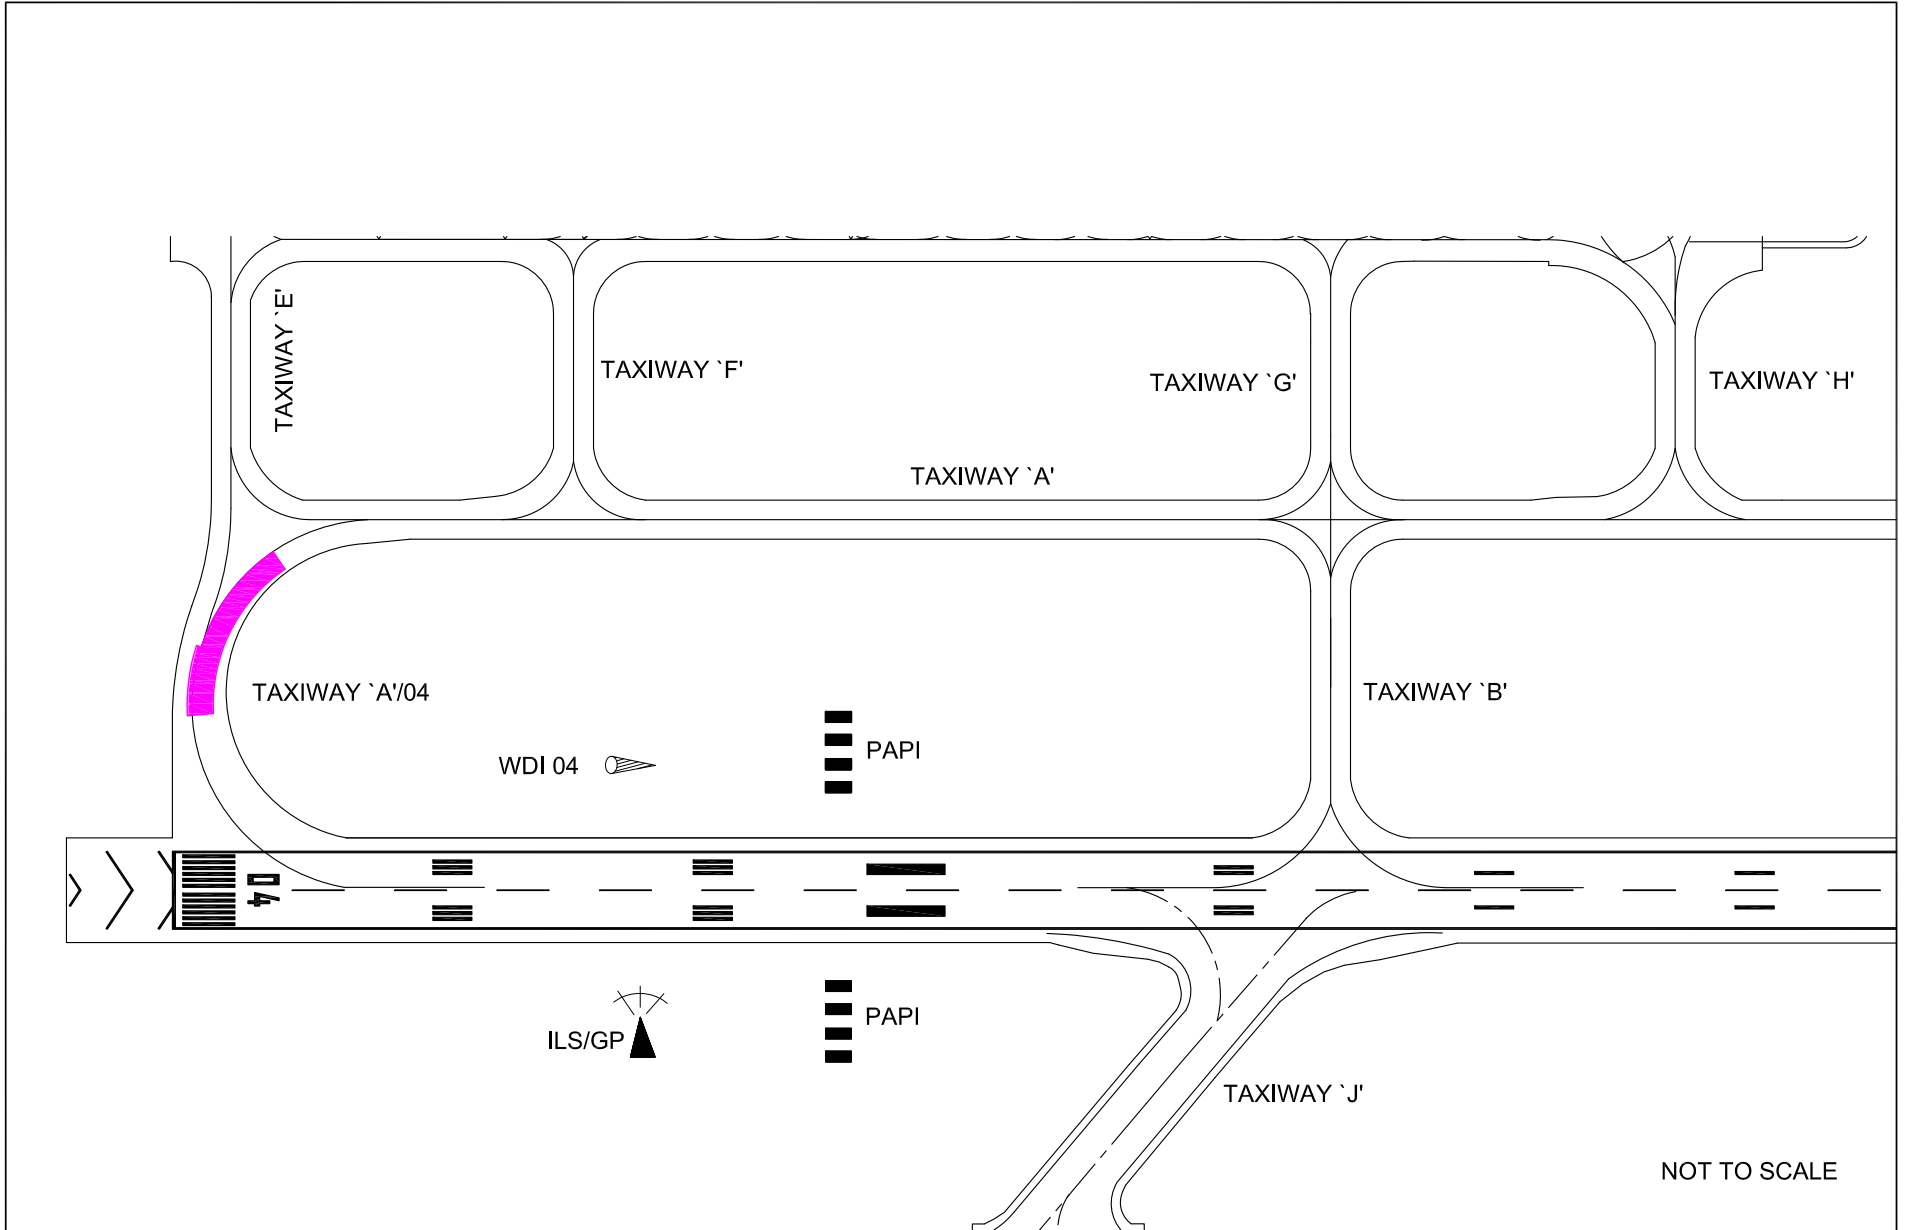 TAXIWAY `E'
TAXIWAY `F'
TAXIWAY `G'
TAXIWAY `H'
TAXIWAY `A'
TAXIWAY `A'/04
TAXIWAY `B'
WDI 04
PAPI
04
ILS/GP
PAPI
TAXIWAY `J'
NOT TO SCALE